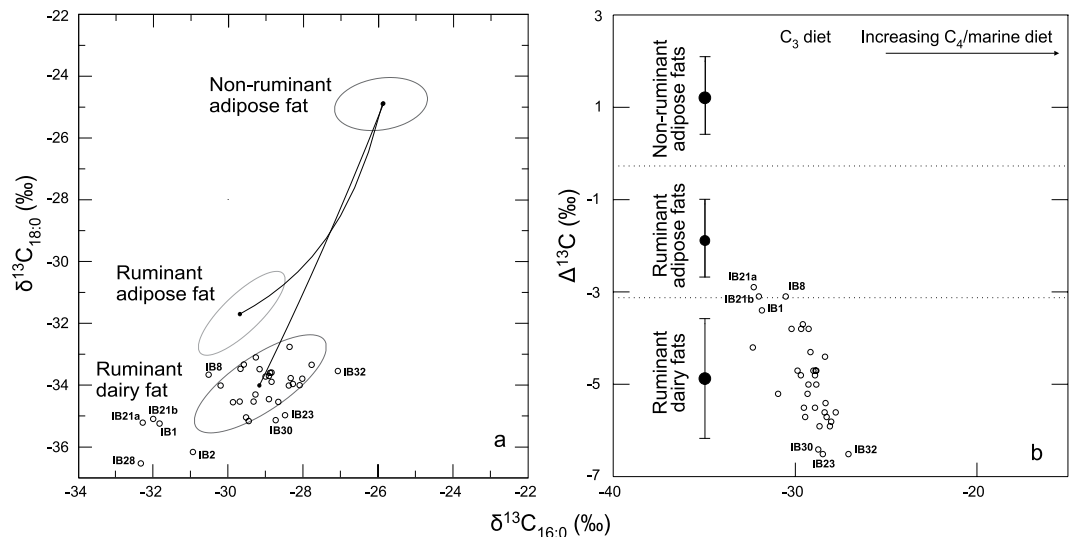 -22
-24
-26
-28
-30
-32
-34
-36
δ¹³C₁₈:₀ (‰)
Non-ruminant
adipose fat
Ruminant
adipose fat
Ruminant
dairy fat
IB8
IB32
IB21a
IB21b
IB1
IB23
IB30
IB28
IB2
a
-34
-32
-30
-28
-26
-24
-22
3
1
-1
-3
-5
-7
Δ¹³C (‰)
C₃ diet
Increasing C₄/marine diet
Non-ruminant
adipose fats
Ruminant
adipose fats
Ruminant
dairy fats
IB21a
IB8
IB21b
IB1
IB30
IB32
IB23
b
-40
-30
-20
δ¹³C₁₆:₀ (‰)